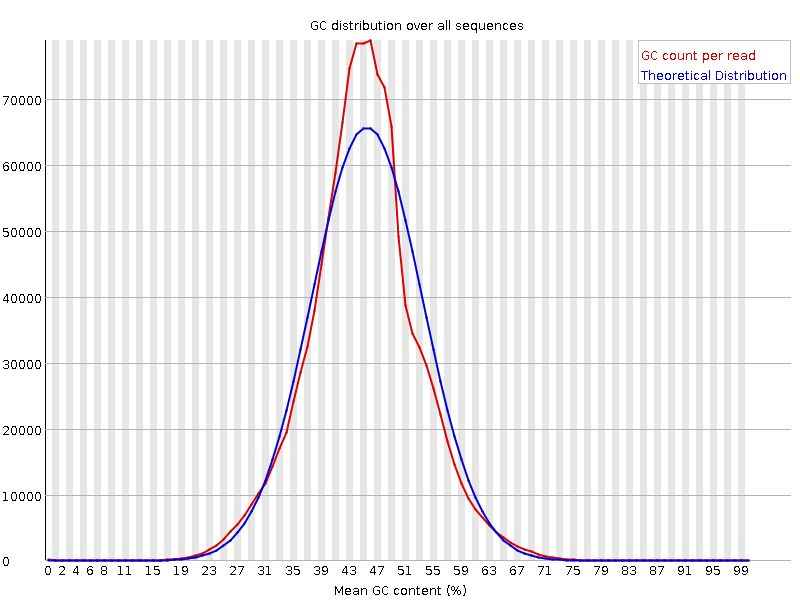 GC distribution over all sequences
GC count per read
Theoretical Distribution
70000
60000
50000
40000
30000
20000
10000
0
0 2 4 6 8 11 15 19 23 27 31 35 39 43 47 51 55 59 63 67 71 75 79 83 87 91 95 99
Mean GC content (%)